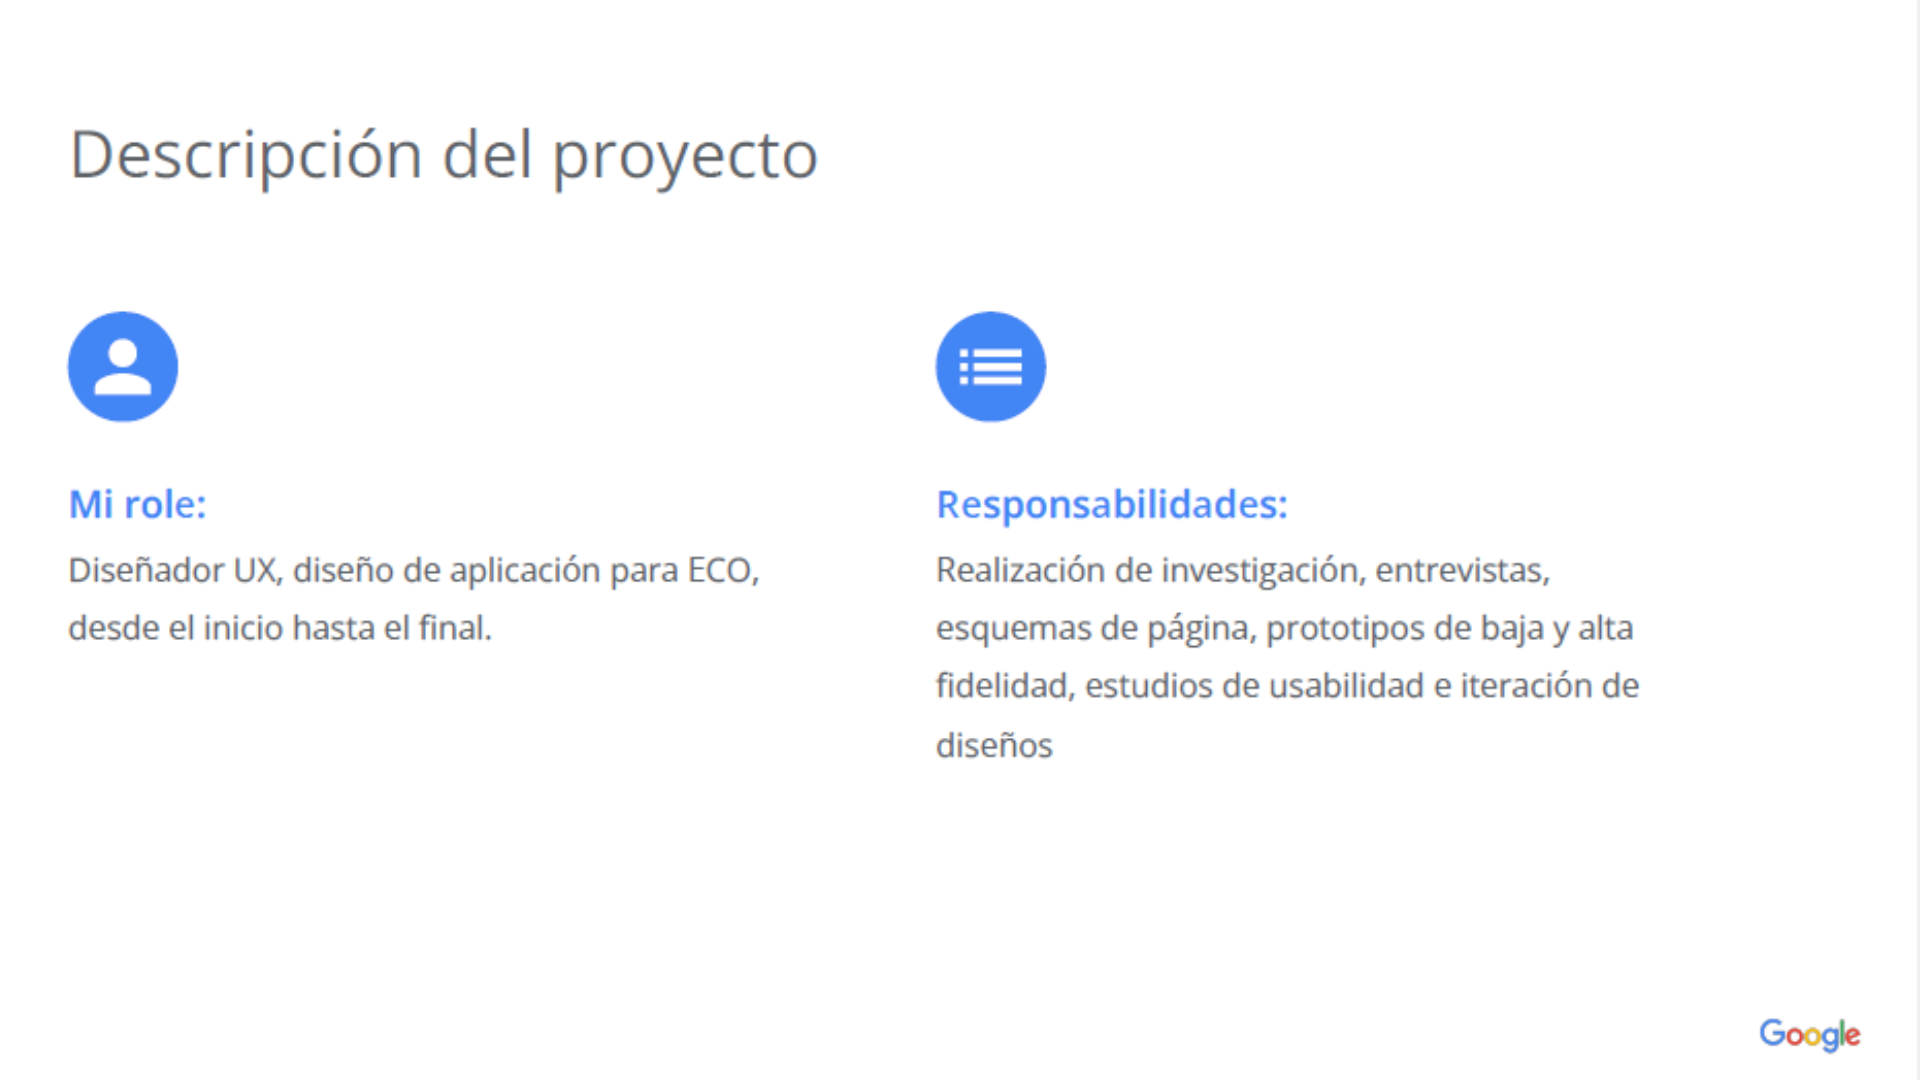 Descripción del proyecto
Mi role:
Diseñador UX, diseño de aplicación para ECO,
desde el inicio hasta el final.
Responsabilidades:
Realización de investigación, entrevistas,
esquemas de página, prototipos de baja y alta
fidelidad, estudios de usabilidad e iteración de
diseños
Google